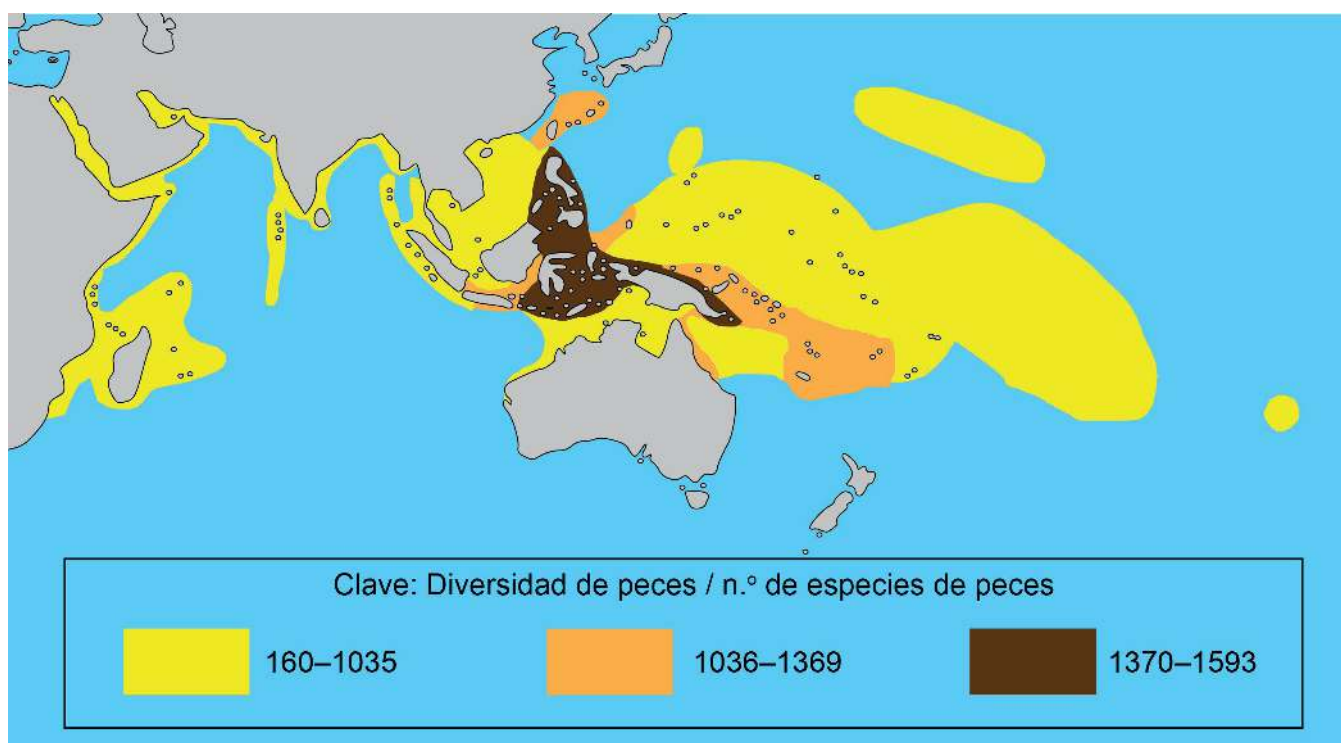 Clave: Diversidad de peces / n.º de especies de peces
160–1035
1036–1369
1370–1593